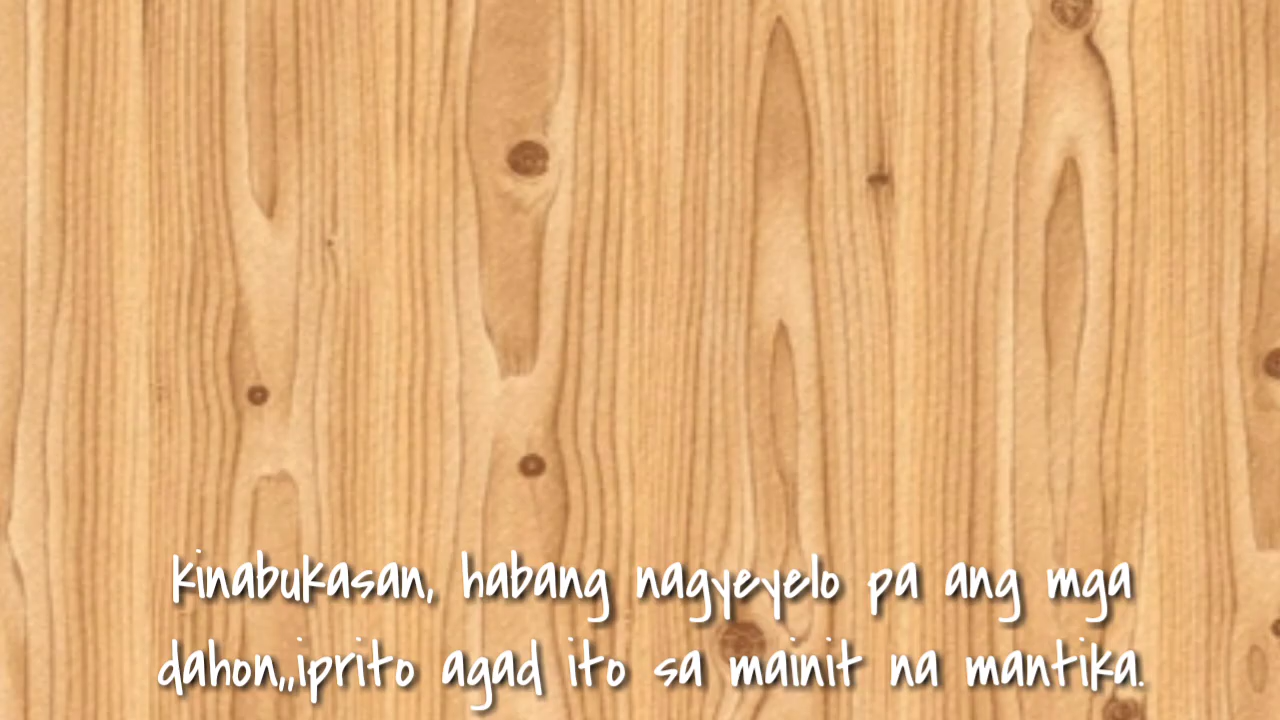 kinabukasan, habang nagyeyelo pa ang mga
dahon,,iprito agad ito sa mainit na mantika.